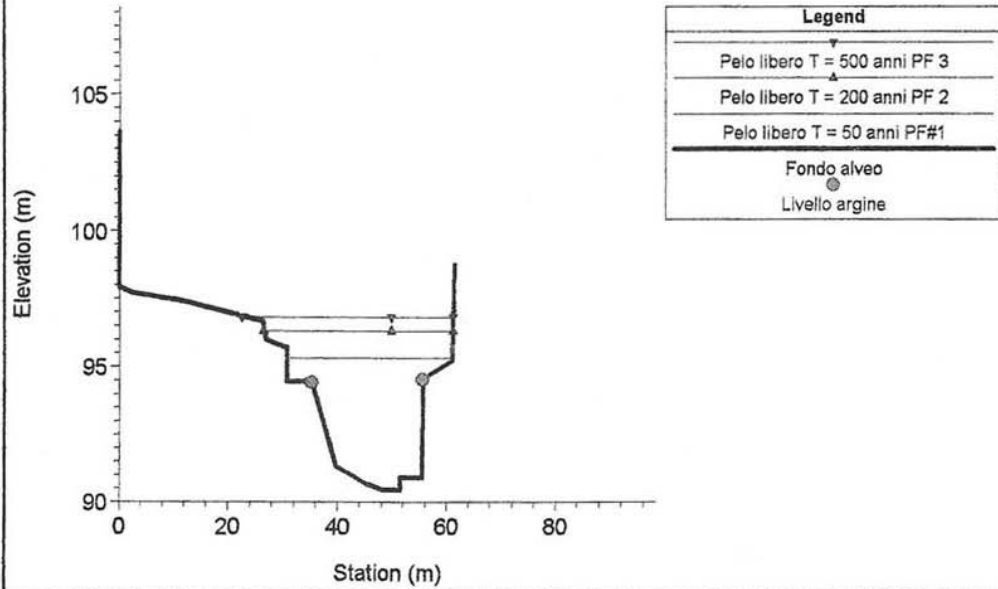 Legend
Pelo libero T = 500 anni PF 3
Pelo libero T = 200 anni PF 2
Pelo libero T = 50 anni PF#1
Fondo alveo
Livello argine
Elevation (m)
105
100
95
90
0 20 40 60 80
Station (m)